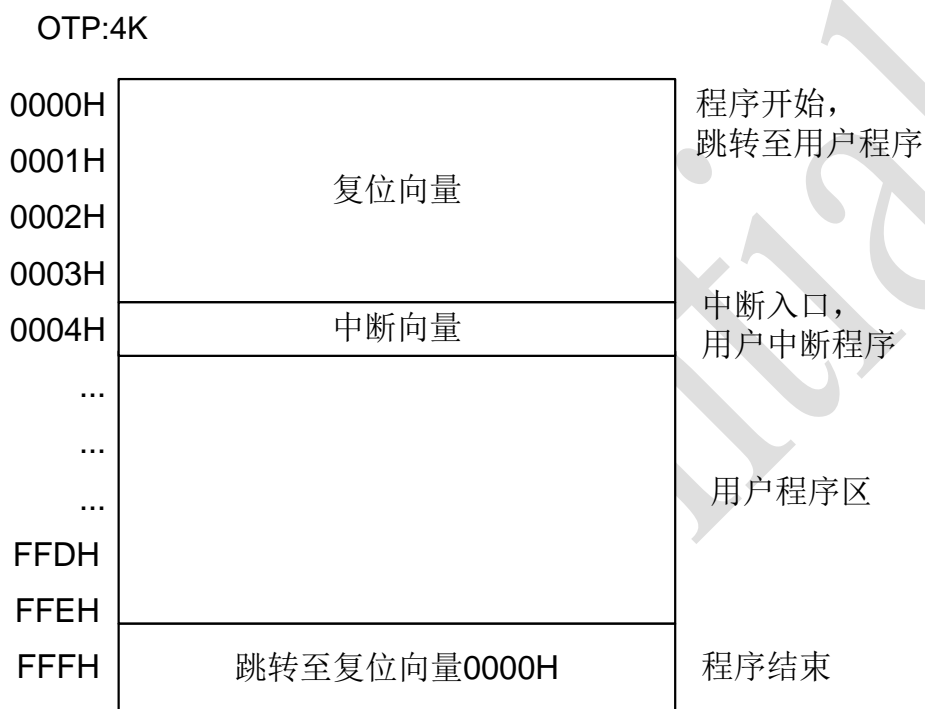 OTP:4K
0000H
程序开始，
跳转至用户程序
0001H
复位向量
0002H
0003H
0004H
中断向量
中断入口，
用户中断程序
...
...
...
用户程序区
FFDH
FFEH
FFFH
跳转至复位向量0000H
程序结束